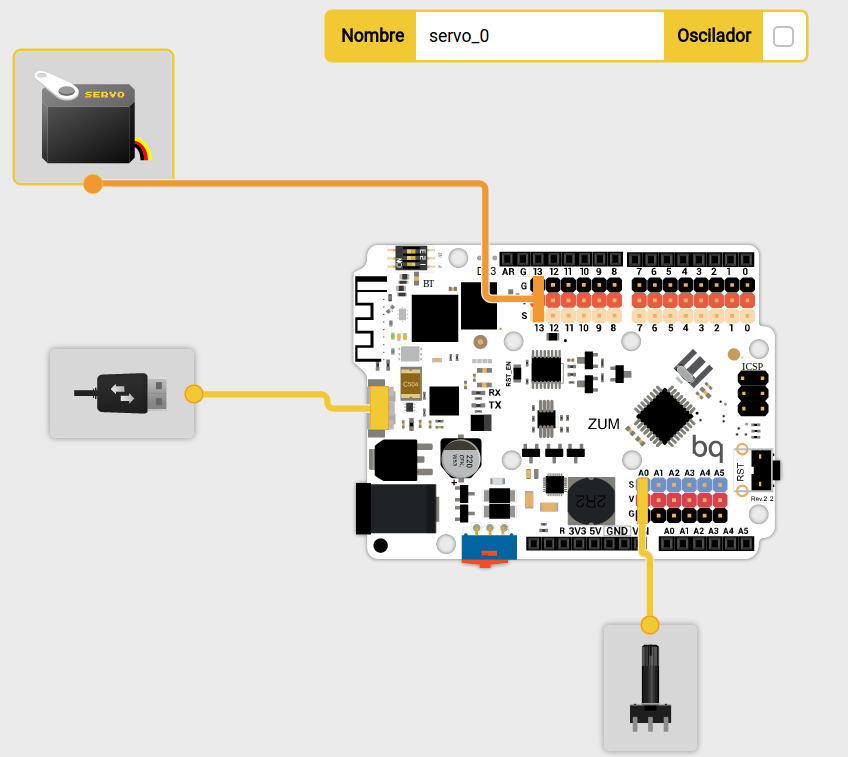 Nombre servo_0 Oscilador
SERVO
ON
BT
AR G 13 12 11 10 9 8 7 6 5 4 3 2 1 0
G
S
13 12 11 10 9 8 7 6 5 4 3 2 1 0
C504
RST_EN
RX
TX
ICSP
ZUM
bq
220
2R2
RST
Rev.2.2
A0 A1 A2 A3 A4 A5
S
V
G
R 3V3 5V GND
A0 A1 A2 A3 A4 A5